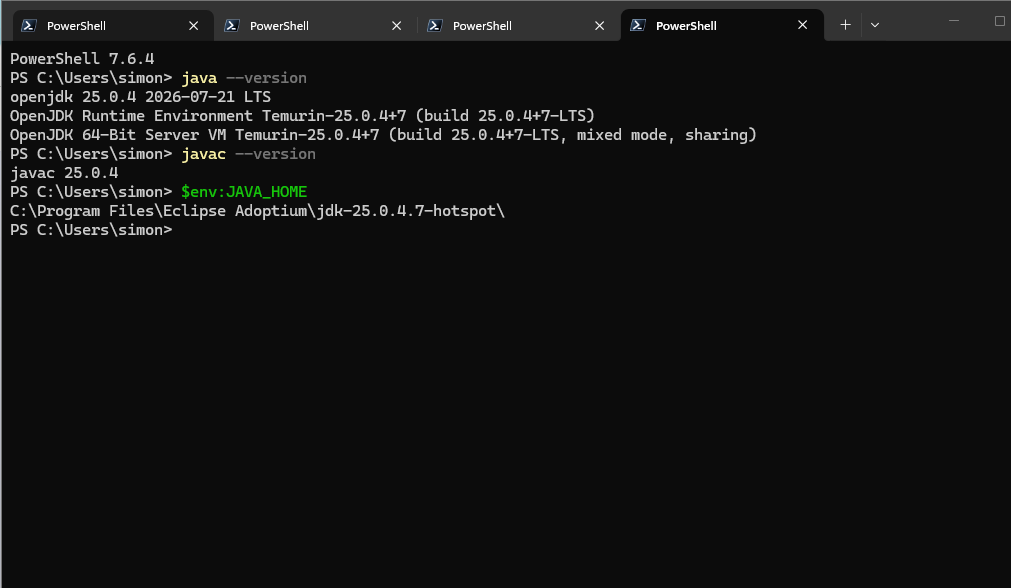 PowerShell
PowerShell
PowerShell
PowerShell
PowerShell 7.6.4
PS C:\Users\simon> java --version
openjdk 25.0.4 2026-07-21 LTS
OpenJDK Runtime Environment Temurin-25.0.4+7 (build 25.0.4+7-LTS)
OpenJDK 64-Bit Server VM Temurin-25.0.4+7 (build 25.0.4+7-LTS, mixed mode, sharing)
PS C:\Users\simon> javac --version
javac 25.0.4
PS C:\Users\simon> $env:JAVA_HOME
C:\Program Files\Eclipse Adoptium\jdk-25.0.4.7-hotspot\
PS C:\Users\simon>